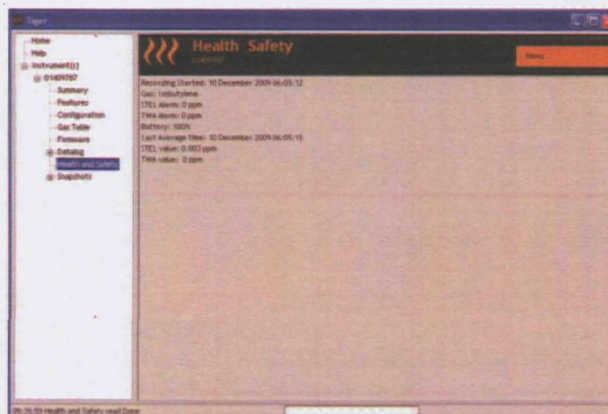 Tiger
Home
Help
Instrument(s)
01409787
Summary
Features
Configuration
Gas Table
Firmware
Datalog
Health and Safety
Snapshots
Health Safety
Menu
Recording Started: 10 December 2009 06:05:12
Gas: Isobutylene
STEL Alarm: 0 ppm
TWA Alarm: 0 ppm
Battery: 100%
Last Average time: 10 December 2009 06:05:15
STEL value: 0.003 ppm
TWA value: 0 ppm
Health and Safety read Done